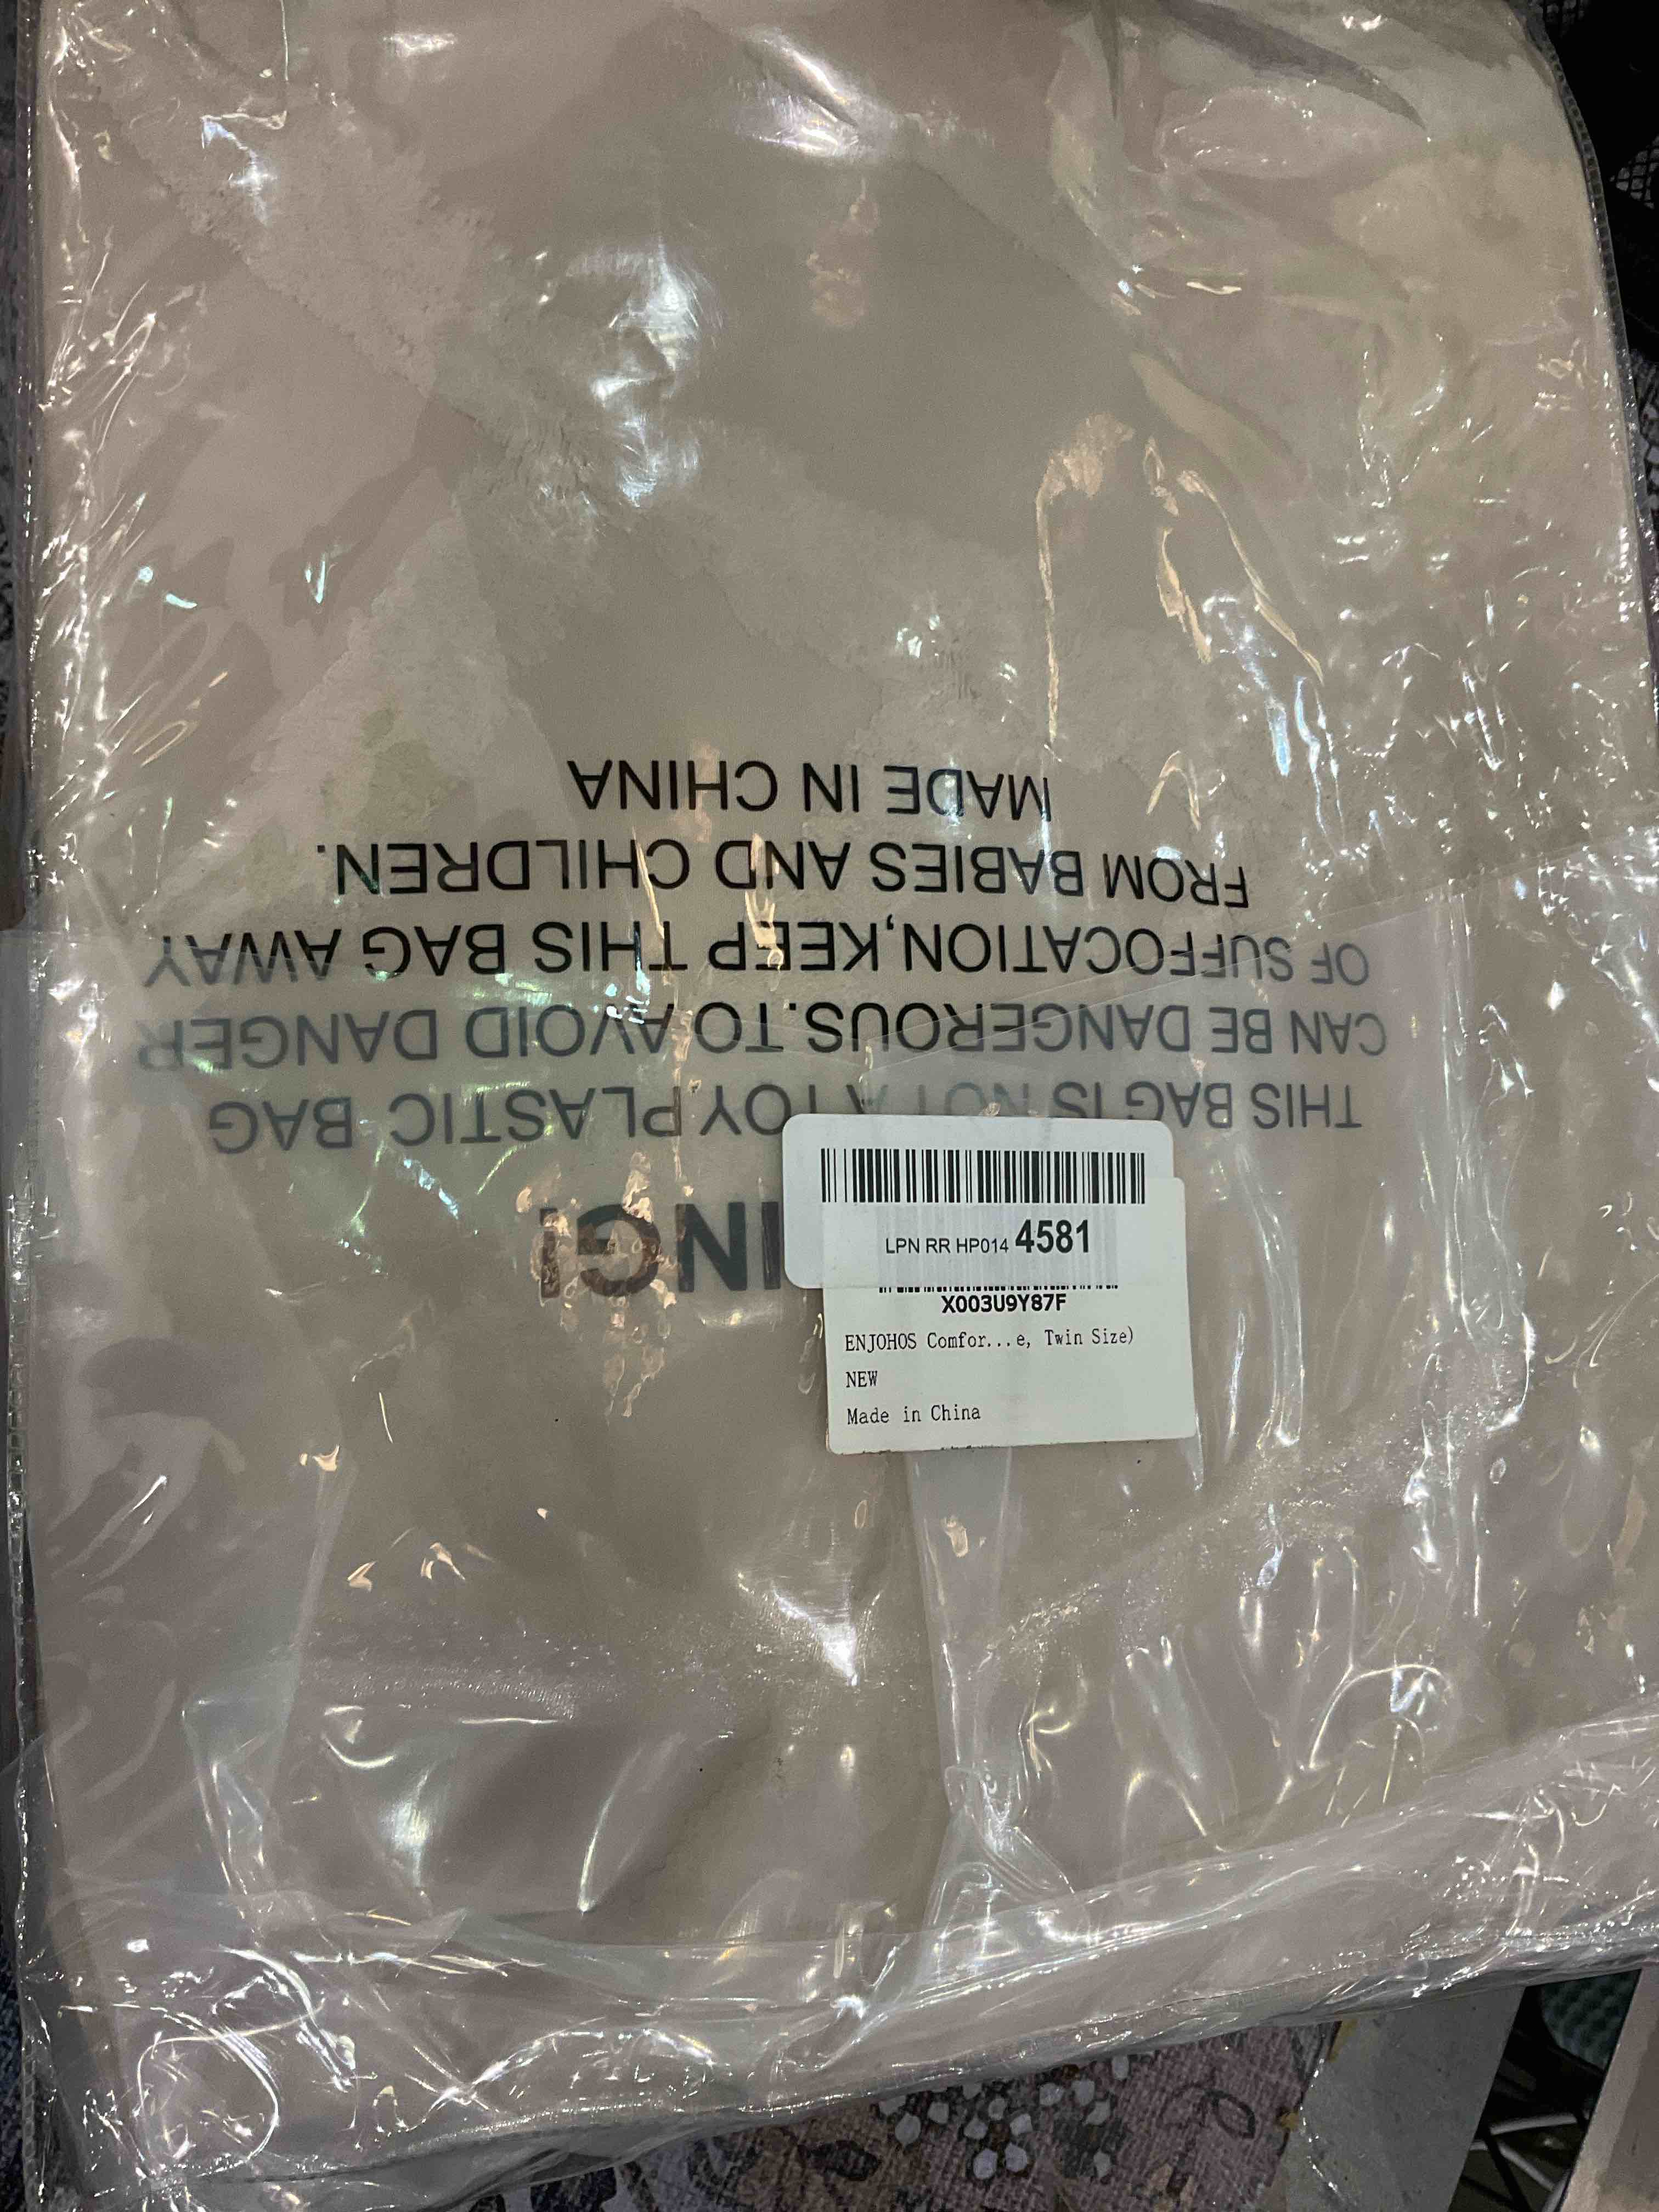 MADE IN CHINA
FROM BABIES AND CHILDREN.
OF SUFFOCATION,KEEP THIS BAG AWAY
CAN BE DANGEROUS.TO AVOID DANGER
THIS BAG IS NOT A TOY PLASTIC BAG
ING!
LPN RR HP014 4581
X003U9Y87F
ENJOHOS Comfor...e, Twin Size)
NEW
Made in China